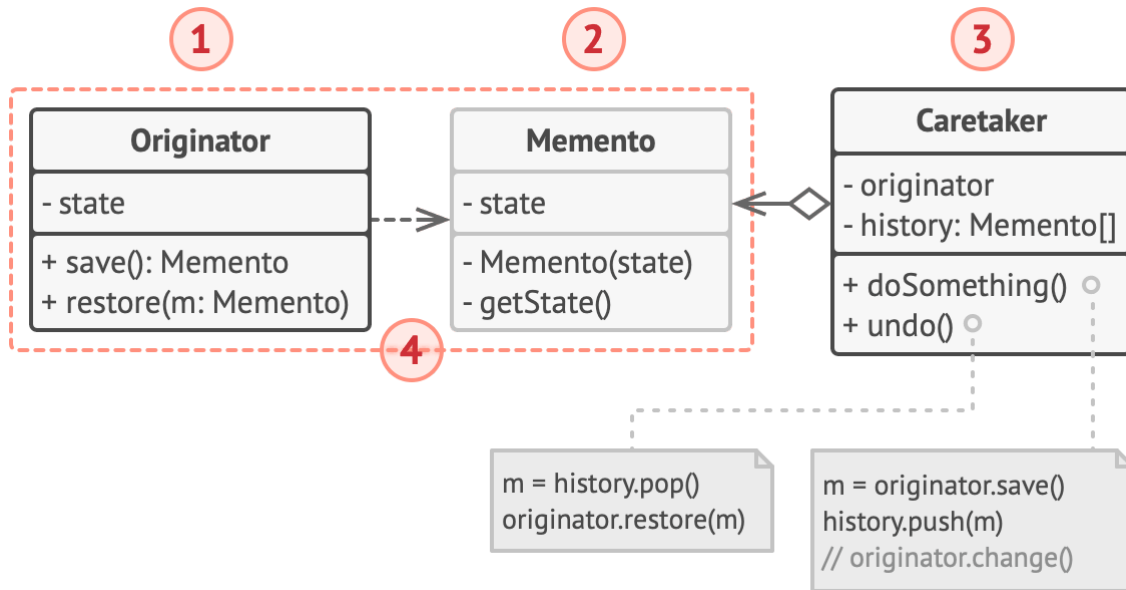 1
2
3
Originator
- state
+ save(): Memento
+ restore(m: Memento)
Memento
- state
- Memento(state)
- getState()
Caretaker
- originator
- history: Memento[]
+ doSomething()
+ undo()
4
m = history.pop()
originator.restore(m)
m = originator.save()
history.push(m)
// originator.change()